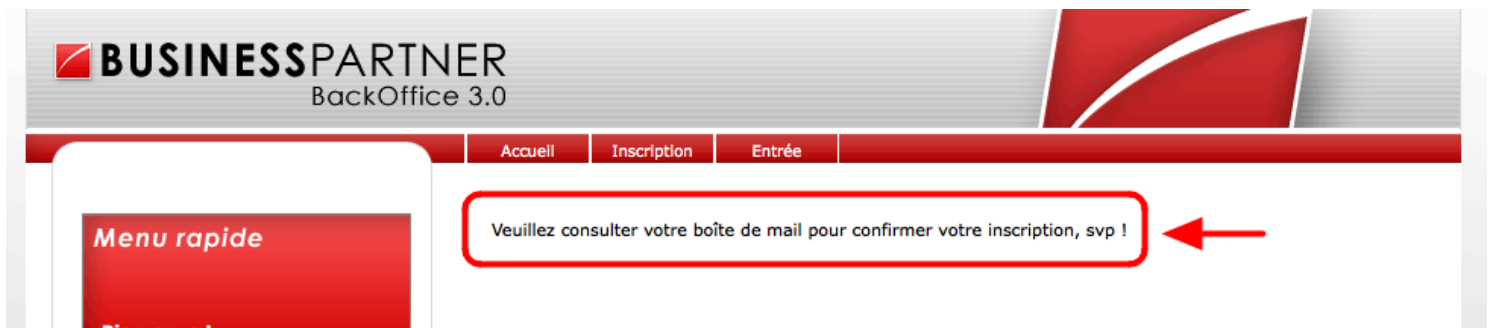 BUSINESSPARTNER
BackOffice 3.0
Accueil
Inscription
Entrée
Menu rapide
Veuillez consulter votre boîte de mail pour confirmer votre inscription, svp !